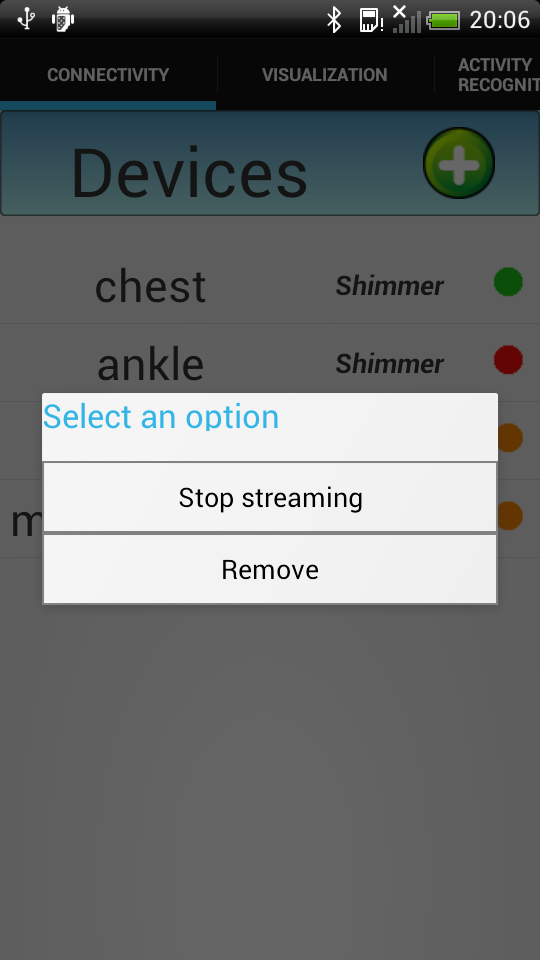 20:06
CONNECTIVITY
VISUALIZATION
ACTIVITY
RECOGNIT
Devices
chest Shimmer
ankle Shimmer
Select an option
Stop streaming
m
Remove